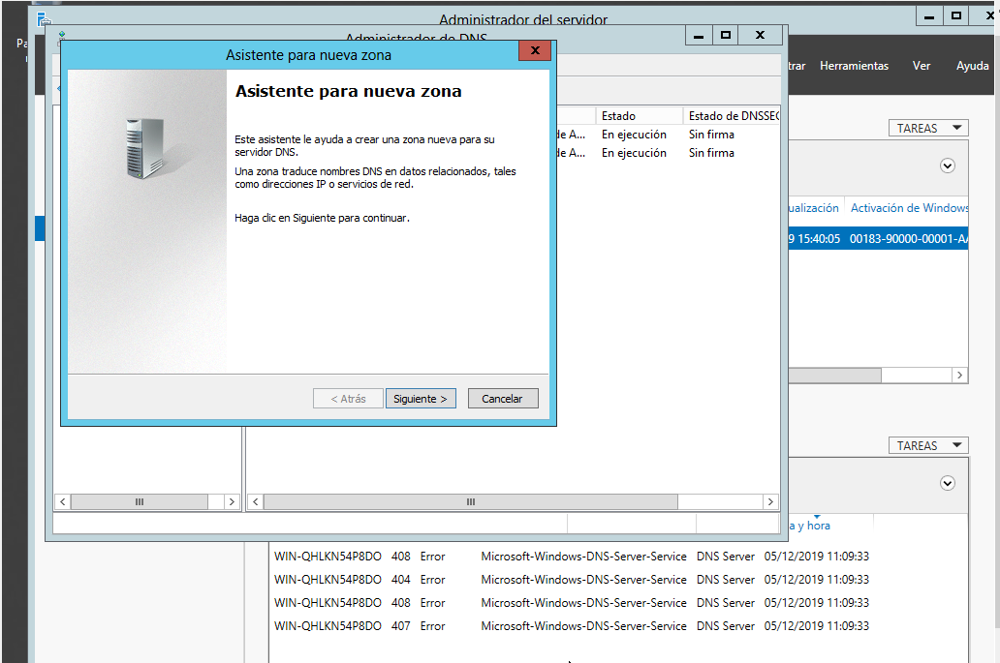 Administrador del servidor
Administrador de DNS
Asistente para nueva zona
trar Herramientas Ver Ayuda
Asistente para nueva zona
Este asistente le ayuda a crear una zona nueva para su
servidor DNS.
Una zona traduce nombres DNS en datos relacionados, tales
como direcciones IP o servicios de red.
Haga clic en Siguiente para continuar.
< Atrás Siguiente > Cancelar
Estado Estado de DNSSEC
de A... En ejecución Sin firma
de A... En ejecución Sin firma
TAREAS
ualización Activación de Windows
9 15:40:05 00183-90000-00001-AA
TAREAS
a y hora
WIN-QHLKN54P8DO 408 Error Microsoft-Windows-DNS-Server-Service DNS Server 05/12/2019 11:09:33
WIN-QHLKN54P8DO 404 Error Microsoft-Windows-DNS-Server-Service DNS Server 05/12/2019 11:09:33
WIN-QHLKN54P8DO 408 Error Microsoft-Windows-DNS-Server-Service DNS Server 05/12/2019 11:09:33
WIN-QHLKN54P8DO 407 Error Microsoft-Windows-DNS-Server-Service DNS Server 05/12/2019 11:09:33